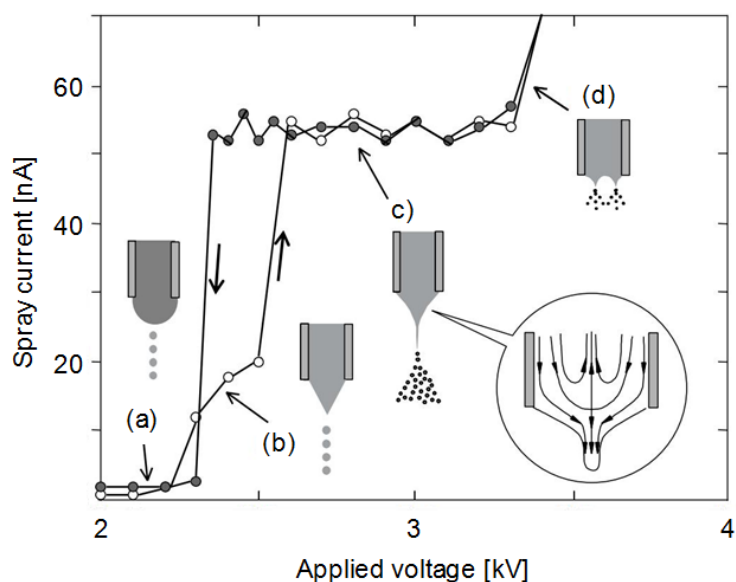 60
(d)
c)
40
20
(a)
(b)
2
3
4
Spray current [nA]
Applied voltage [kV]